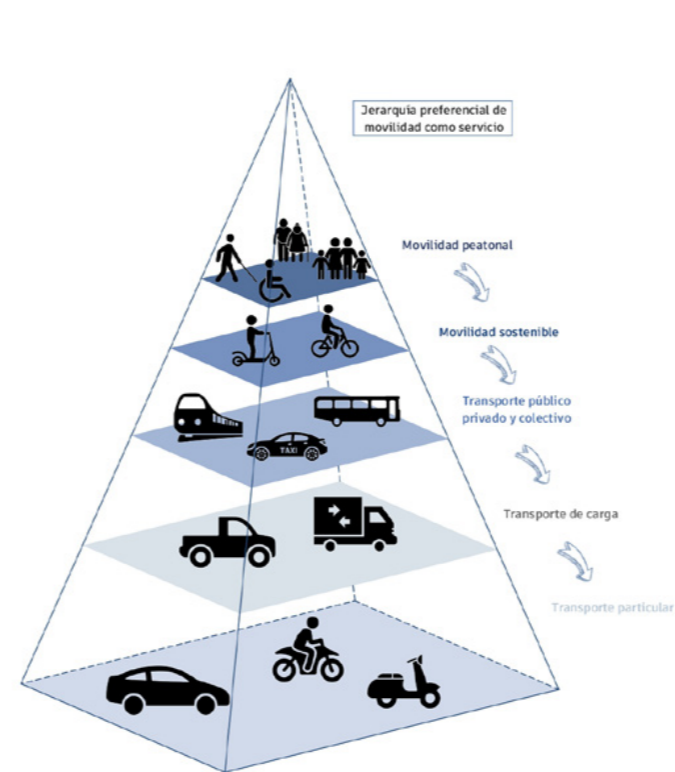 Jerarquía preferencial de
movilidad como servicio
Movilidad peatonal
Movilidad sostenible
Transporte público
privado y colectivo
TAXI
Transporte de carga
Transporte particular